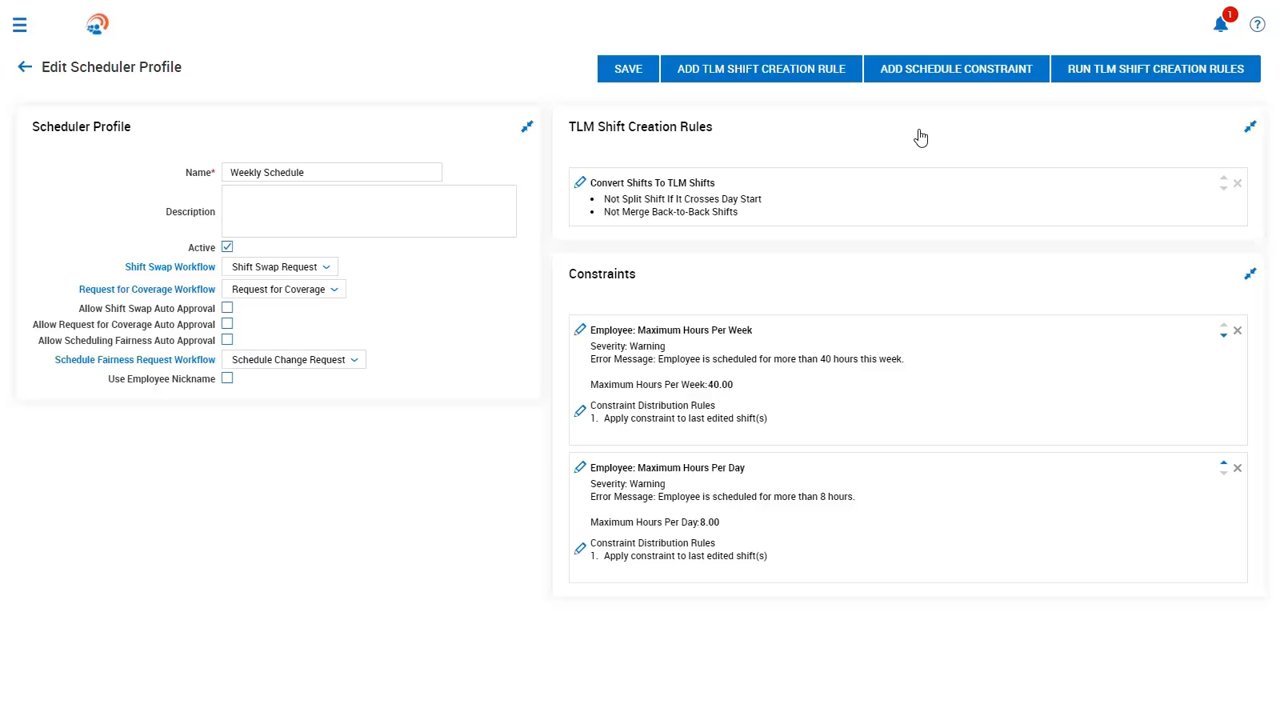 1
?
Edit Scheduler Profile
SAVE
ADD TLM SHIFT CREATION RULE
ADD SCHEDULE CONSTRAINT
RUN TLM SHIFT CREATION RULES
Scheduler Profile
Name* Weekly Schedule
Description
Active
Shift Swap Workflow Shift Swap Request
Request for Coverage Workflow Request for Coverage
Allow Shift Swap Auto Approval
Allow Request for Coverage Auto Approval
Allow Scheduling Fairness Auto Approval
Schedule Fairness Request Workflow Schedule Change Request
Use Employee Nickname
TLM Shift Creation Rules
Convert Shifts To TLM Shifts
• Not Split Shift If It Crosses Day Start
• Not Merge Back-to-Back Shifts
Constraints
Employee: Maximum Hours Per Week
Severity: Warning
Error Message: Employee is scheduled for more than 40 hours this week.
Maximum Hours Per Week:40.00
Constraint Distribution Rules
1. Apply constraint to last edited shift(s)
Employee: Maximum Hours Per Day
Severity: Warning
Error Message: Employee is scheduled for more than 8 hours.
Maximum Hours Per Day:8.00
Constraint Distribution Rules
1. Apply constraint to last edited shift(s)